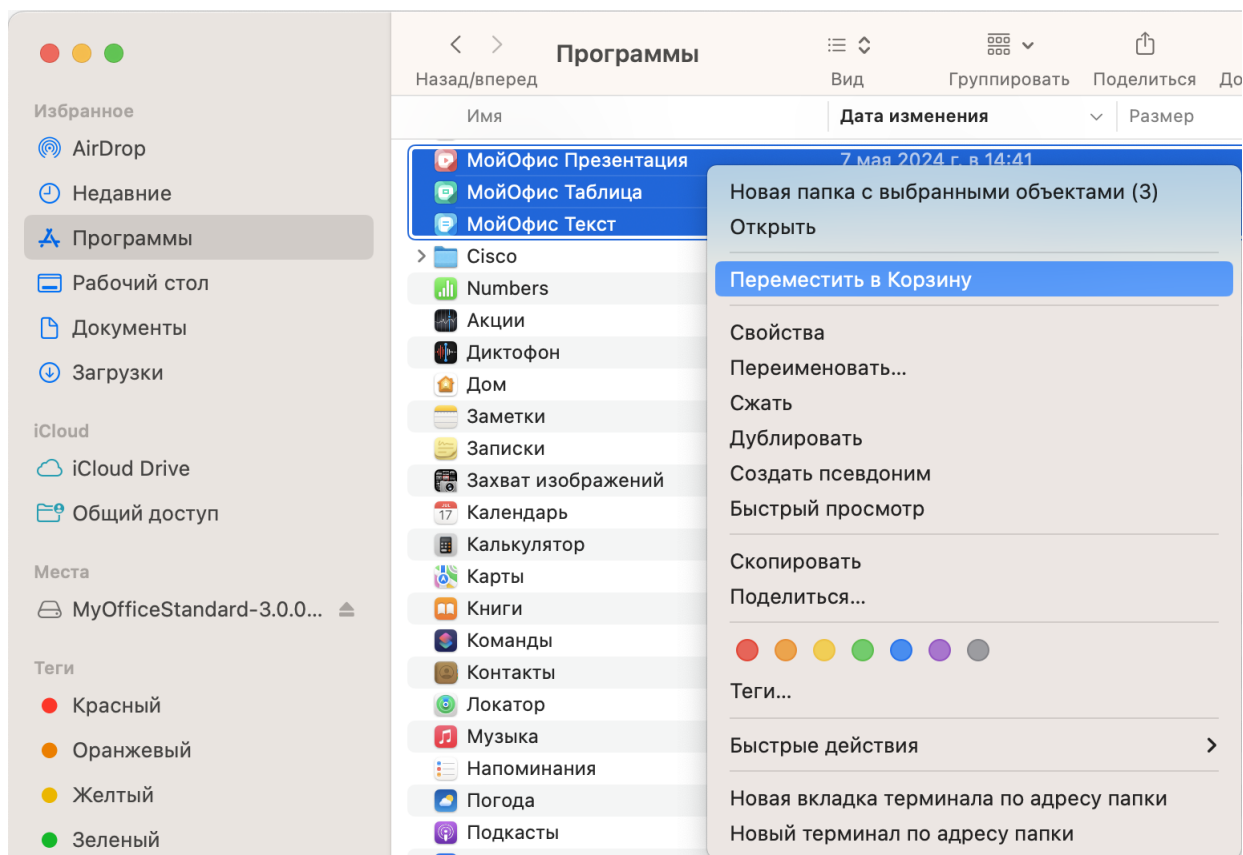 Программы
Назад/вперед
Вид
Группировать
Поделиться
До
Избранное
AirDrop
Недавние
Программы
Рабочий стол
Документы
Загрузки
iCloud
iCloud Drive
Общий доступ
Места
MyOfficeStandard-3.0.0...
Теги
Красный
Оранжевый
Желтый
Зеленый
Имя
Дата изменения
Размер
МойОфис Презентация
7 мая 2024 г. в 14:41
МойОфис Таблица
МойОфис Текст
Cisco
Numbers
Акции
Диктофон
Дом
Заметки
Записки
Захват изображений
JUL
17
Календарь
Калькулятор
Карты
Книги
Команды
Контакты
Локатор
Музыка
Напоминания
Погода
Подкасты
Новая папка с выбранными объектами (3)
Открыть
Переместить в Корзину
Свойства
Переименовать...
Сжать
Дублировать
Создать псевдоним
Быстрый просмотр
Скопировать
Поделиться...
Теги...
Быстрые действия
Новая вкладка терминала по адресу папки
Новый терминал по адресу папки